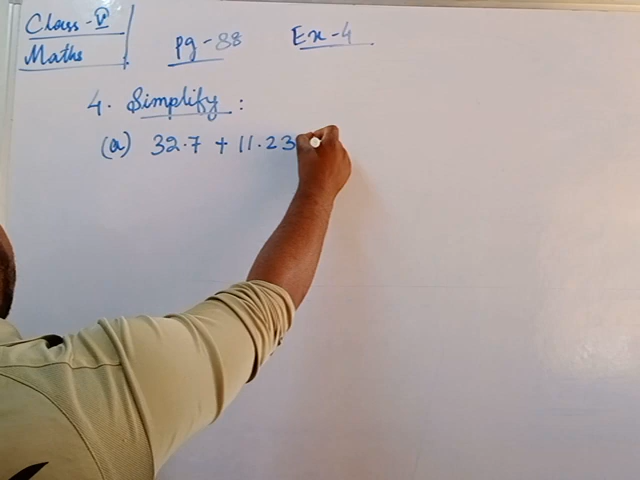 Class - V
Maths
Pg - 88
Ex - 4
4. Simplify :
(a) 32.7 + 11.23